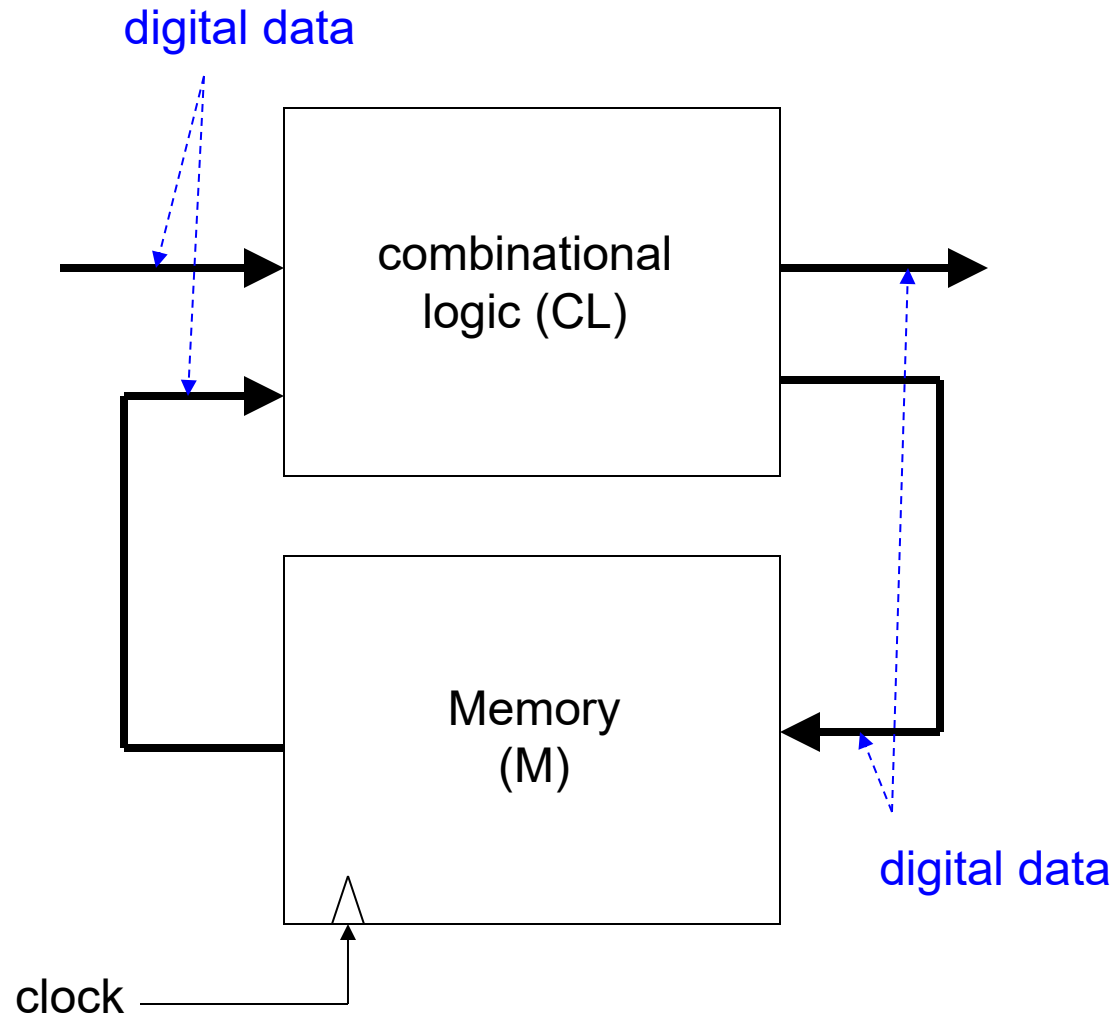 digital data
combinational
logic (CL)
Memory
(M)
digital data
clock